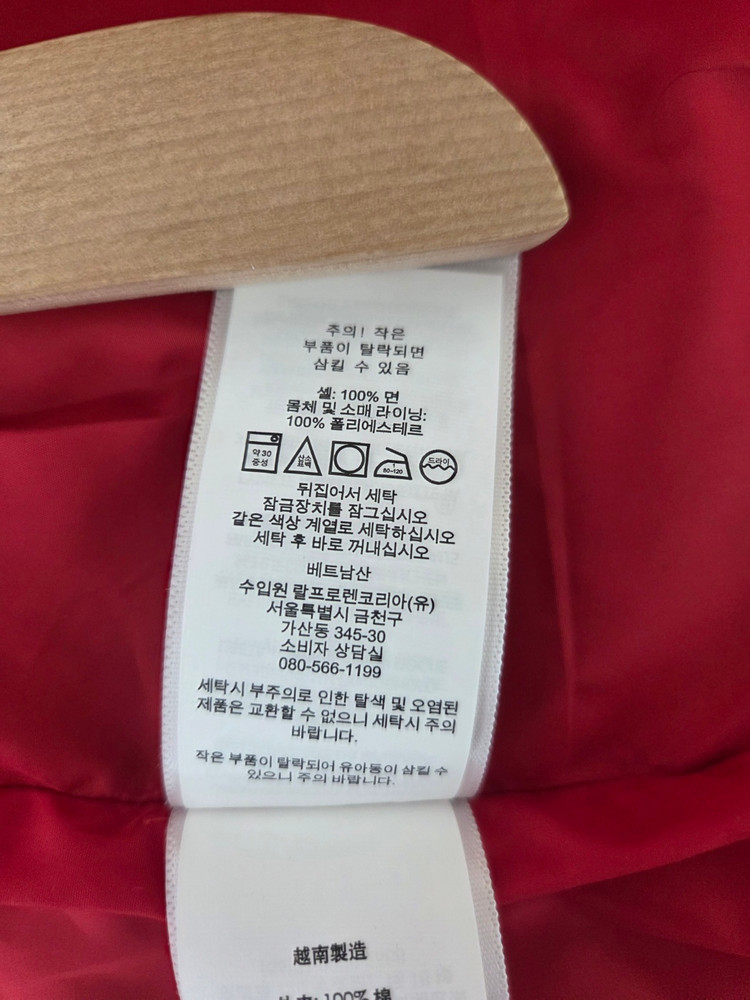 주의! 작은
부품이 탈락되면
삼킬 수 있음
셸: 100% 면
몸체 및 소매 라이닝:
100% 폴리에스테르
약 30
중성
산소
표백
1
80-120
드라이
뒤집어서 세탁
잠금장치를 잠그십시오
같은 색상 계열로 세탁하십시오
세탁 후 바로 꺼내십시오
베트남산
수입원 랄프로렌코리아(유)
서울특별시 금천구
가산동 345-30
소비자 상담실
080-566-1199
세탁시 부주의로 인한 탈색 및 오염된
제품은 교환할 수 없으니 세탁시 주의
바랍니다.
작은 부품이 탈락되어 유아동이 삼킬 수
있으니 주의 바랍니다.
越南製造
100% 棉